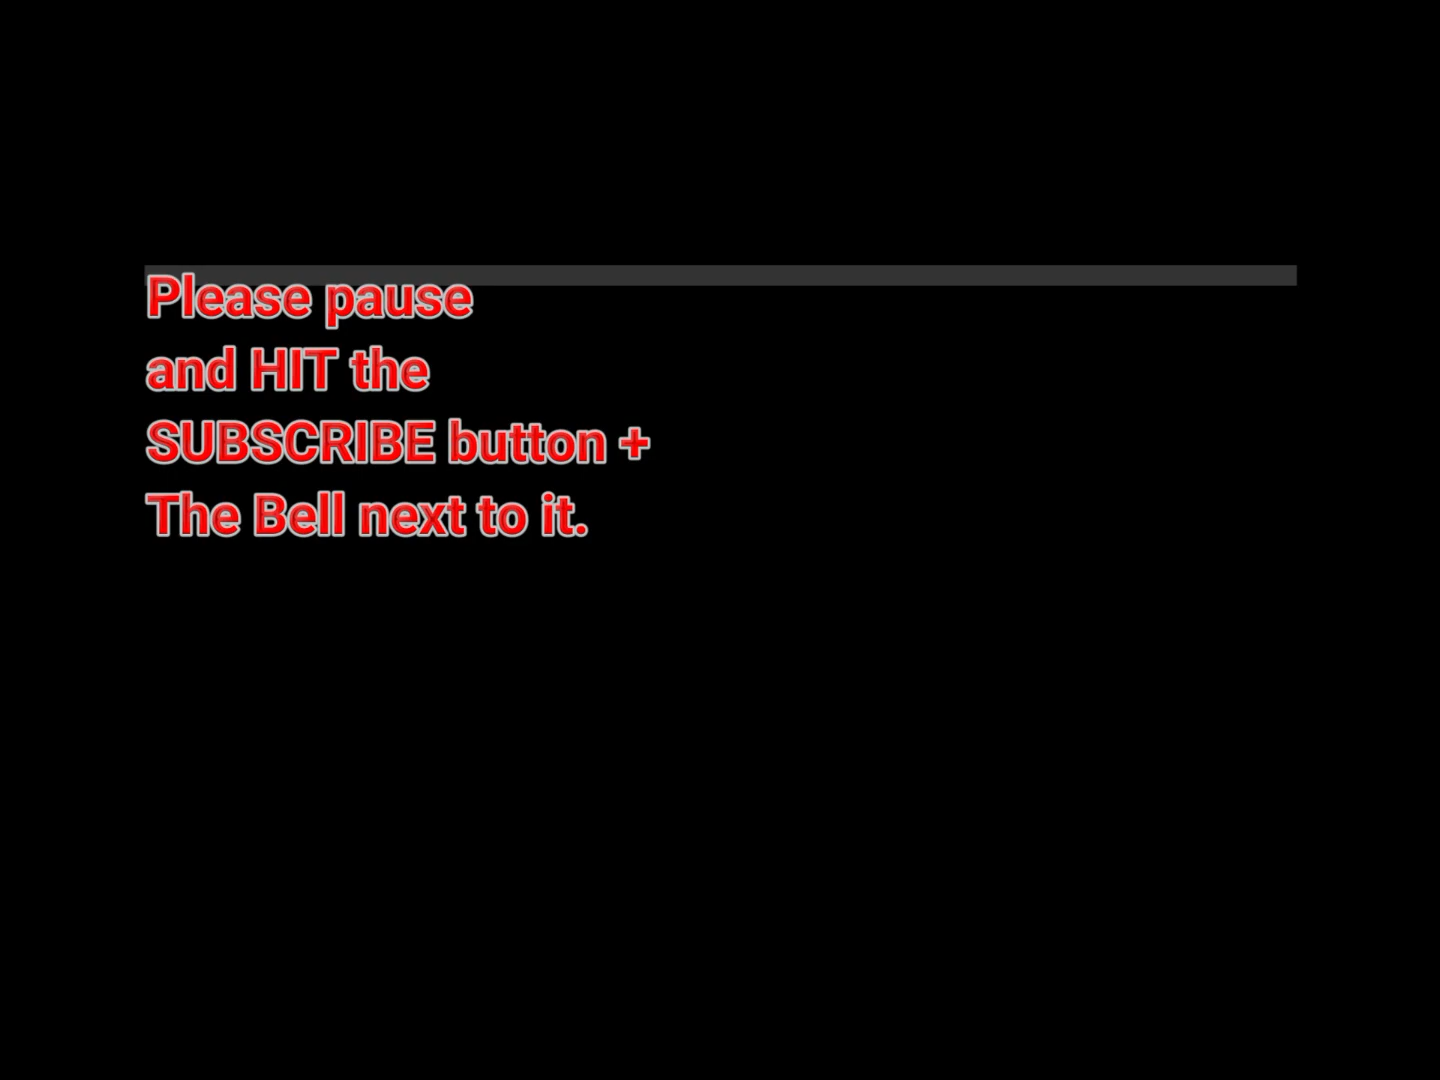 Please pause
and HIT the
SUBSCRIBE button +
The Bell next to it.